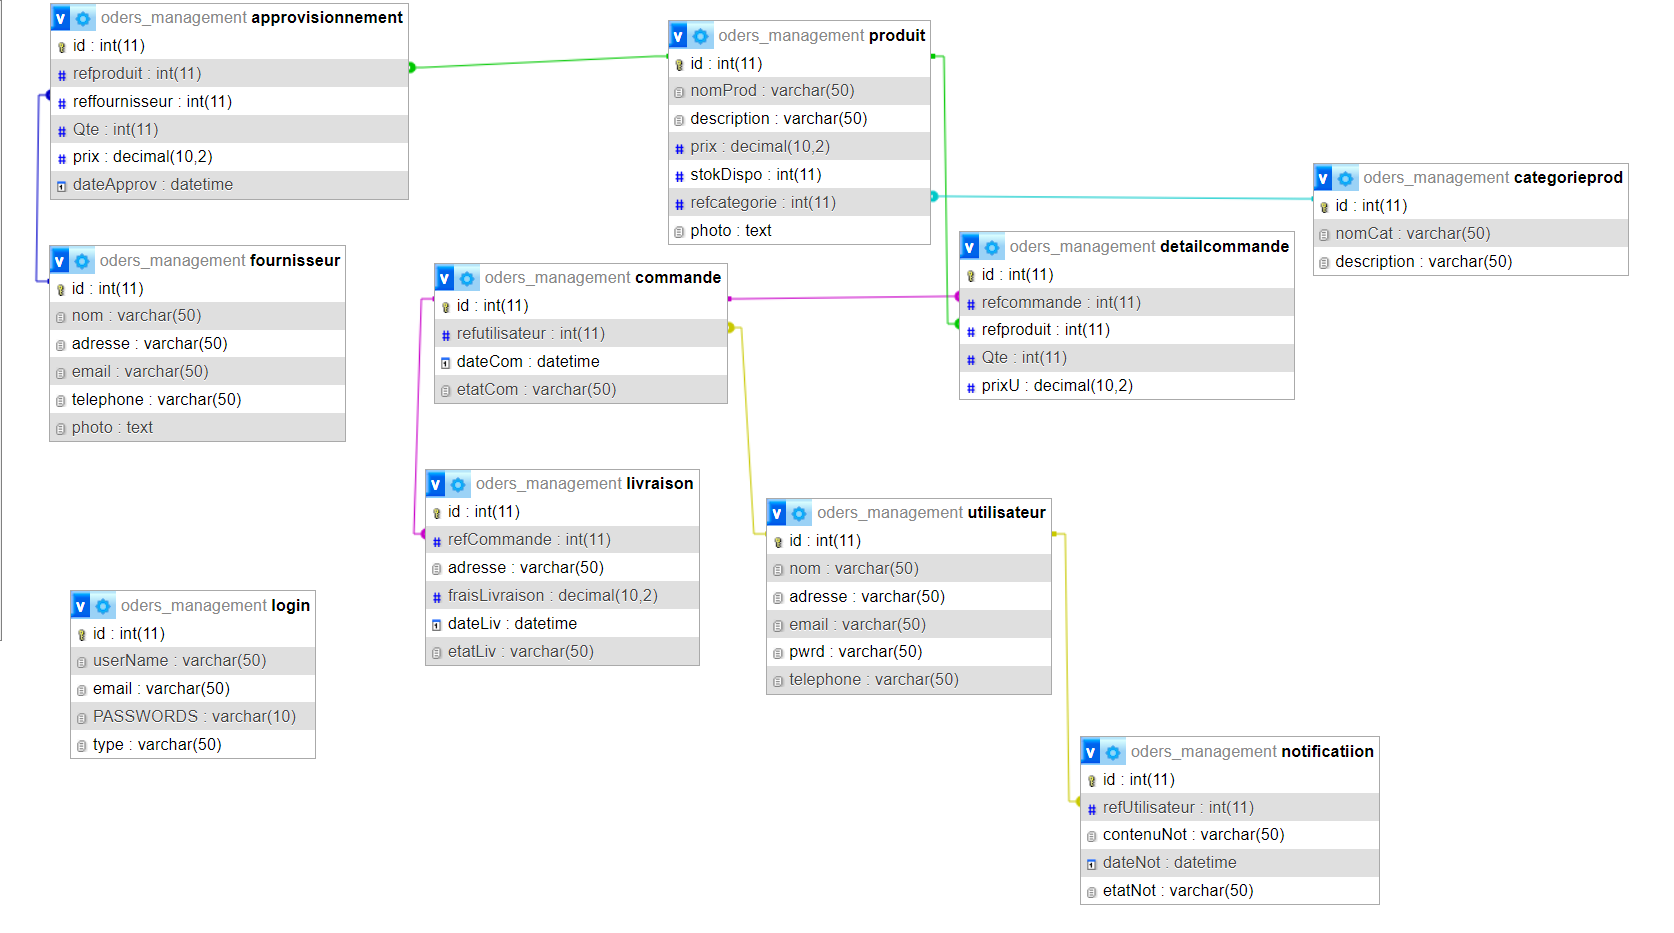 oders_management approvisionnement
id : int(11)
refproduit : int(11)
reffournisseur : int(11)
Qte : int(11)
prix : decimal(10,2)
dateApprov : datetime
oders_management produit
id : int(11)
nomProd : varchar(50)
description : varchar(50)
prix : decimal(10,2)
stokDispo : int(11)
refcategorie : int(11)
photo : text
oders_management categorieprod
id : int(11)
nomCat : varchar(50)
description : varchar(50)
oders_management fournisseur
id : int(11)
nom : varchar(50)
adresse : varchar(50)
email : varchar(50)
telephone : varchar(50)
photo : text
oders_management commande
id : int(11)
refutilisateur : int(11)
dateCom : datetime
etatCom : varchar(50)
oders_management detailcommande
id : int(11)
refcommande : int(11)
refproduit : int(11)
Qte : int(11)
prixU : decimal(10,2)
oders_management livraison
id : int(11)
refCommande : int(11)
adresse : varchar(50)
fraisLivraison : decimal(10,2)
dateLiv : datetime
etatLiv : varchar(50)
oders_management utilisateur
id : int(11)
nom : varchar(50)
adresse : varchar(50)
email : varchar(50)
pwrd : varchar(50)
telephone : varchar(50)
oders_management login
id : int(11)
userName : varchar(50)
email : varchar(50)
PASSWORDS : varchar(10)
type : varchar(50)
oders_management notificatiion
id : int(11)
refUtilisateur : int(11)
contenuNot : varchar(50)
dateNot : datetime
etatNot : varchar(50)